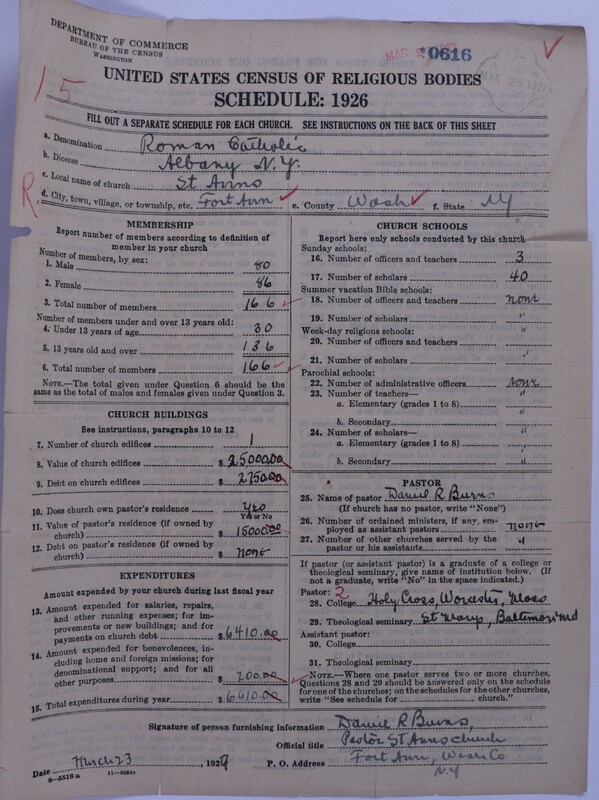 DEPARTMENT OF COMMERCE
BUREAU OF THE CENSUS
WASHINGTON
0616
15
UNITED STATES CENSUS OF RELIGIOUS BODIES
SCHEDULE: 1926
FILL OUT A SEPARATE SCHEDULE FOR EACH CHURCH. SEE INSTRUCTIONS ON THE BACK OF THIS SHEET
a. Denomination Roman Catholic
b. Diocese Albany N.Y.
c. Local name of church St Anns
R.
d. City, town, village, or township, etc. Fort Ann e. County Wash f. State NY
MEMBERSHIP
Report number of members according to definition of
member in your church
Number of members, by sex:
1. Male 80
2. Female 86
3. Total number of members 166
Number of members under and over 13 years old:
4. Under 13 years of age 30
5. 13 years old and over 136
6. Total number of members 166
NOTE.—The total given under Question 6 should be the
same as the total of males and females given under Question 3.
CHURCH BUILDINGS
See instructions, paragraphs 10 to 12
7. Number of church edifices 1
8. Value of church edifices $25000.00
9. Debt on church edifices $2750.00
10. Does church own pastor's residence yes
Yes or No
11. Value of pastor's residence (if owned by
church) $15000.00
12. Debt on pastor's residence (if owned by
church) $ none
EXPENDITURES
Amount expended by your church during last fiscal year
13. Amount expended for salaries, repairs,
and other running expenses; for im-
provements or new buildings; and for
payments on church debt $6410.00
14. Amount expended for benevolences, in-
cluding home and foreign missions; for
denominational support; and for all
other purposes $200.00
15. Total expenditures during year $6610.00
CHURCH SCHOOLS
Report here only schools conducted by this church
Sunday schools:
16. Number of officers and teachers 3
17. Number of scholars 40
Summer vacation Bible schools:
18. Number of officers and teachers none
19. Number of scholars "
Week-day religious schools:
20. Number of officers and teachers "
21. Number of scholars "
Parochial schools:
22. Number of administrative officers none
23. Number of teachers—
a. Elementary (grades 1 to 8) "
b. Secondary "
24. Number of scholars—
a. Elementary (grades 1 to 8) "
b. Secondary "
PASTOR
25. Name of pastor Daniel R Burns
(If church has no pastor, write "None")
26. Number of ordained ministers, if any, em-
ployed as assistant pastors none
27. Number of other churches served by the
pastor or his assistants "
If pastor (or assistant pastor) is a graduate of a college or
theological seminary, give name of institution below. (If
not a graduate, write "No" in the space indicated.)
Pastor: 2
28. College Holy Cross, Worcester, Mass
29. Theological seminary St Marys, Baltimore Md
Assistant pastor:
30. College
31. Theological seminary
NOTE.—Where one pastor serves two or more churches,
Questions 28 and 29 should be answered only on the schedule
for one of the churches; on the schedules for the other churches,
write "See schedule for church."
Signature of person furnishing information Daniel R Burns,
Official title Pastor St Anns church
Date March 23, 1929 P. O. Address Fort Ann, Wash Co
N.Y
8—5518a